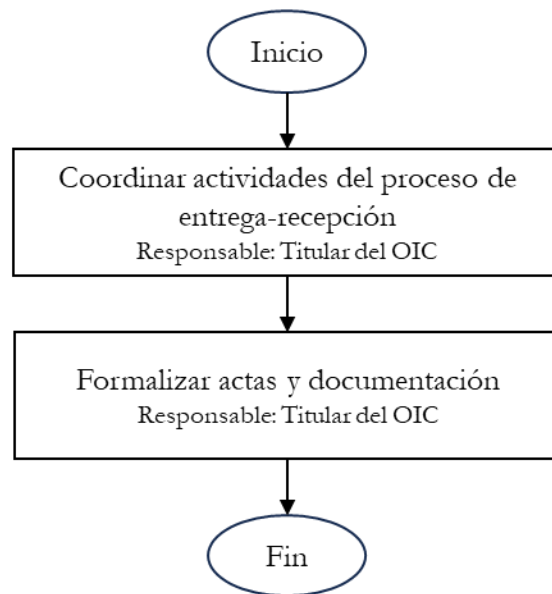 Inicio
Coordinar actividades del proceso de
entrega-recepción
Responsable: Titular del OIC
Formalizar actas y documentación
Responsable: Titular del OIC
Fin